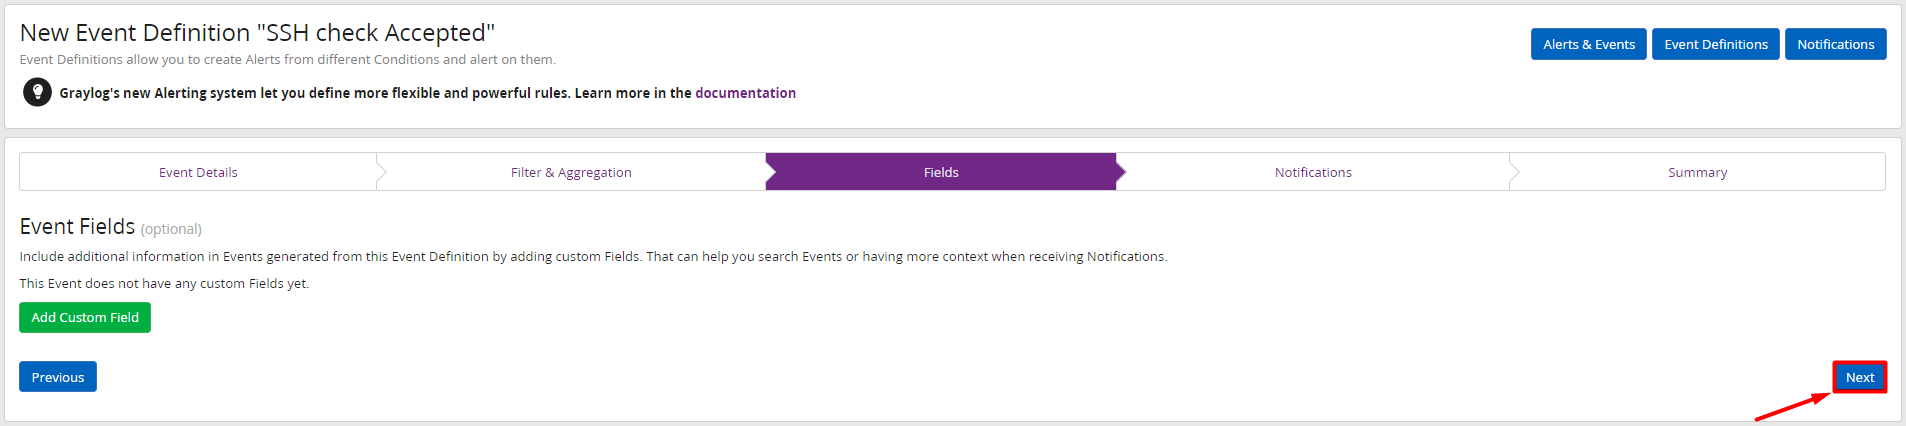 New Event Definition "SSH check Accepted"
Event Definitions allow you to create Alerts from different Conditions and alert on them.
Alerts & Events
Event Definitions
Notifications
Graylog's new Alerting system let you define more flexible and powerful rules. Learn more in the documentation
Event Details
Filter & Aggregation
Fields
Notifications
Summary
Event Fields (optional)
Include additional information in Events generated from this Event Definition by adding custom Fields. That can help you search Events or having more context when receiving Notifications.
This Event does not have any custom Fields yet.
Add Custom Field
Previous
Next